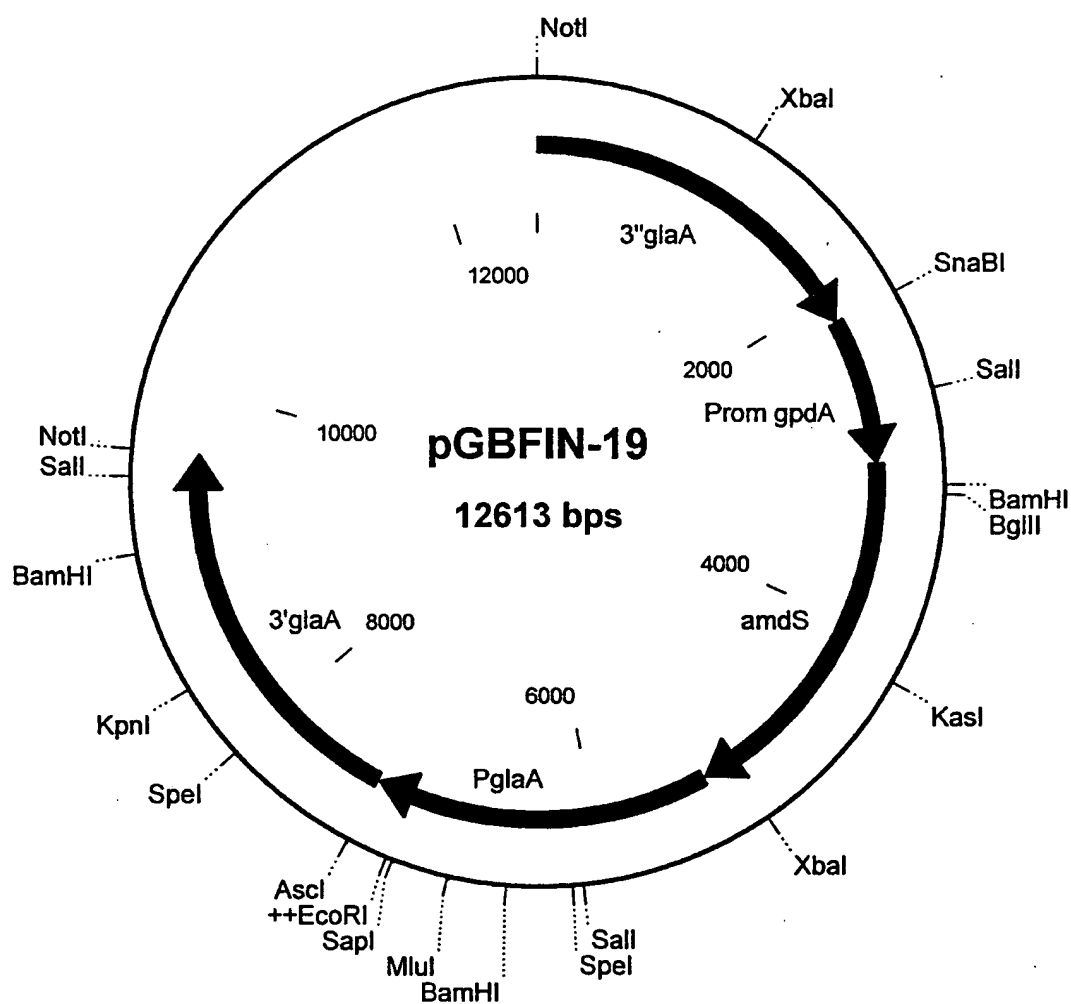 NotI
XbaI
3"glaA
SnaBI
12000
2000
SalI
Prom gpdA
10000
NotI
SalI
pGBFIN-19
12613 bps
BamHI
BglII
BamHI
4000
amdS
3'glaA
8000
6000
KpnI
KasI
SpeI
PglaA
XbaI
AscI
++EcoRI
SapI
SalI
MluI
SpeI
BamHI